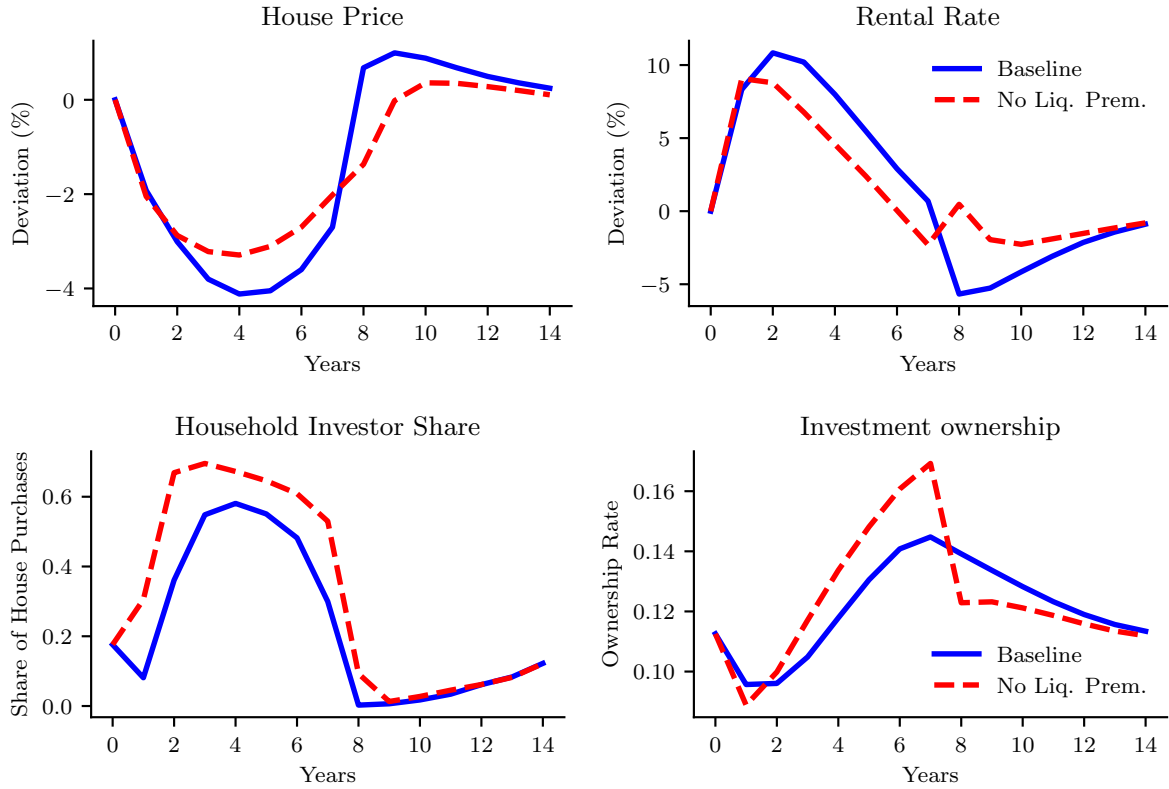 House Price
Rental Rate
Deviation (%)
0
−2
−4
0 2 4 6 8 10 12 14
Years
Deviation (%)
10
5
0
−5
Baseline
No Liq. Prem.
0 2 4 6 8 10 12 14
Years
Household Investor Share
Investment ownership
Share of House Purchases
0.6
0.4
0.2
0.0
0 2 4 6 8 10 12 14
Years
Ownership Rate
0.16
0.14
0.12
0.10
Baseline
No Liq. Prem.
0 2 4 6 8 10 12 14
Years